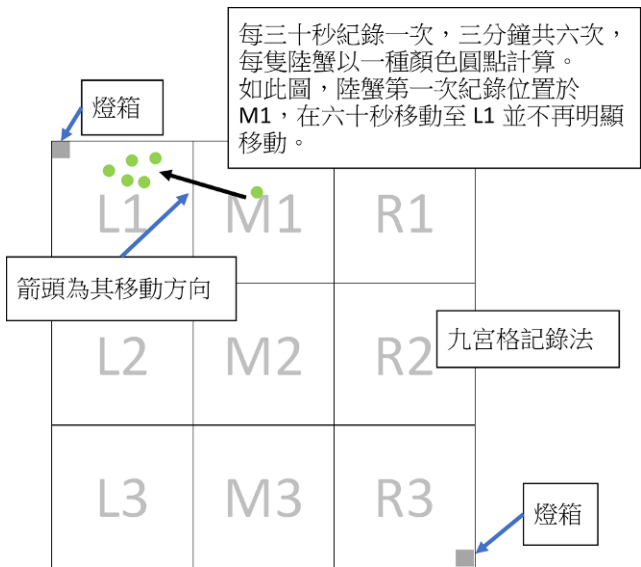 每三十秒紀錄一次，三分鐘共六次，
每隻陸蟹以一種顏色圓點計算。
如此圖，陸蟹第一次紀錄位置於
M1，在六十秒移動至 L1 並不再明顯
移動。
燈箱
L1 M1 R1
箭頭為其移動方向
九宮格記錄法
L2 M2 R2
L3 M3 R3
燈箱